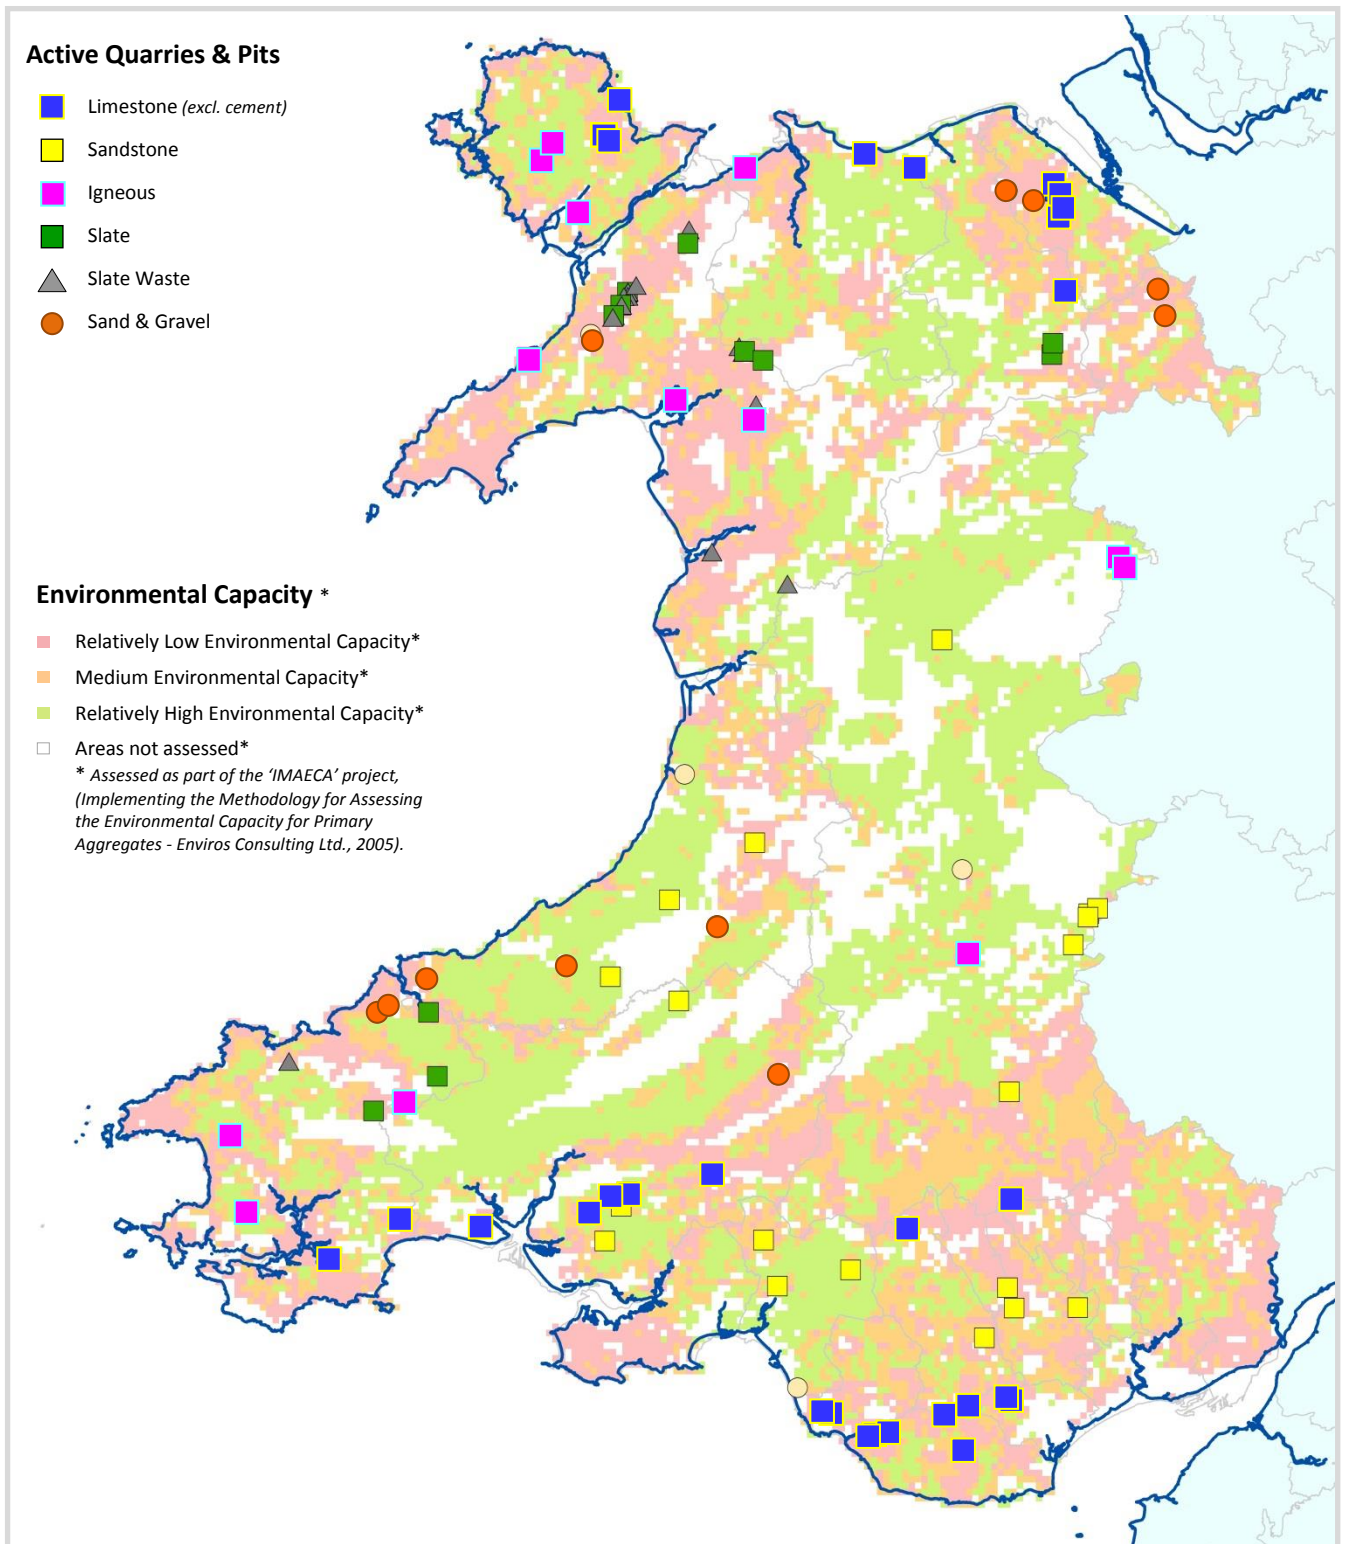 Active Quarries & Pits
Limestone (excl. cement)
Sandstone
Igneous
Slate
Slate Waste
Sand & Gravel
Environmental Capacity *
Relatively Low Environmental Capacity*
Medium Environmental Capacity*
Relatively High Environmental Capacity*
Areas not assessed*
* Assessed as part of the ‘IMAECA’ project,
(Implementing the Methodology for Assessing
the Environmental Capacity for Primary
Aggregates - Enviros Consulting Ltd., 2005).